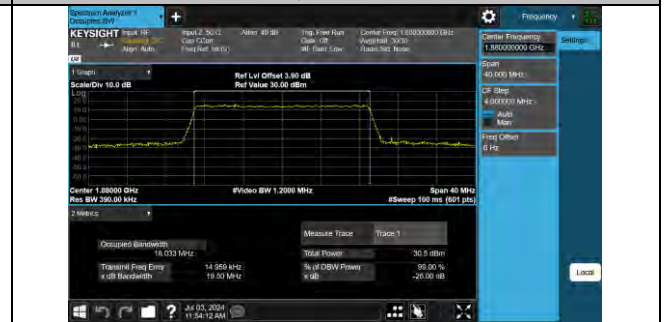 Spectrum Analyzer 1
Occupied BW
Frequency
KEYSIGHT Input: RF
Align: Auto
Input Z: 50 Ω
Atten: 40 dB
Trig: Free Run
Center Freq: 1.880000000 GHz
Radio Std: None
Center Frequency
1.880000000 GHz
Settings
Span
40.000 MHz
CF Step
4.000000 MHz
Auto
Man
Freq Offset
0 Hz
1 Graph
Scale/Div 10.0 dB
Ref Lvl Offset 3.90 dB
Ref Value 30.00 dBm
Log
Center 1.88000 GHz
Res BW 390.00 kHz
#Video BW 1.2000 MHz
Span 40 MHz
#Sweep 100 ms (601 pts)
2 Metrics
Measure Trace
Trace 1
Occupied Bandwidth
18.033 MHz
Total Power
30.5 dBm
Transmit Freq Error
14.959 kHz
% of OBW Power
99.00 %
x dB Bandwidth
19.50 MHz
x dB
-26.00 dB
Local
Jul 03, 2024
11:54:12 AM